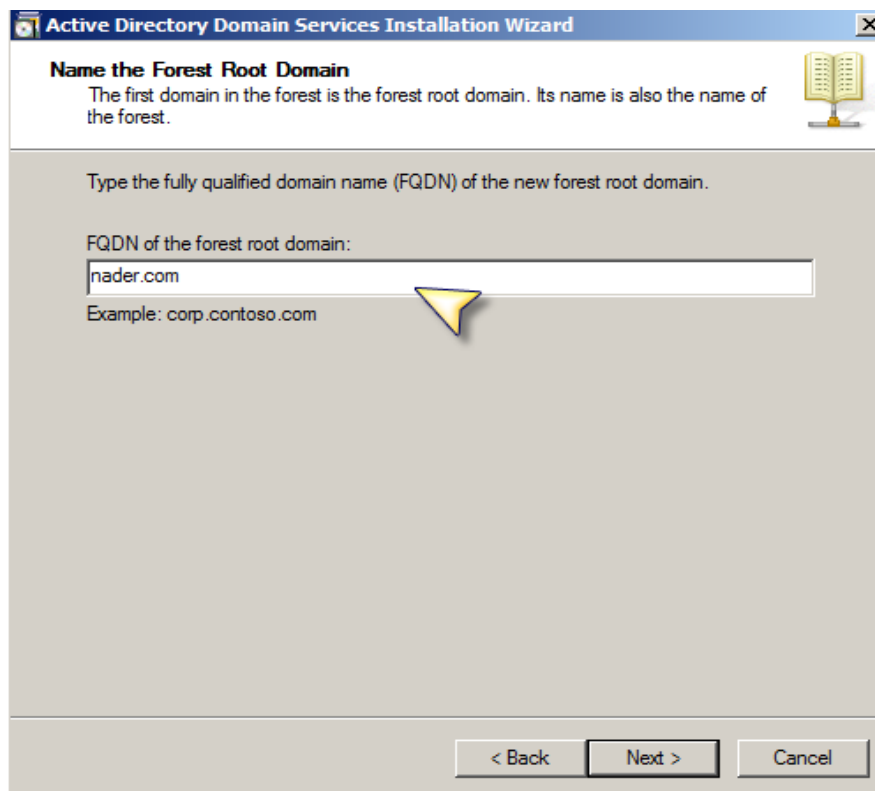 Active Directory Domain Services Installation Wizard
Name the Forest Root Domain
The first domain in the forest is the forest root domain. Its name is also the name of
the forest.
Type the fully qualified domain name (FQDN) of the new forest root domain.
FQDN of the forest root domain:
nader.com
Example: corp.contoso.com
< Back Next > Cancel